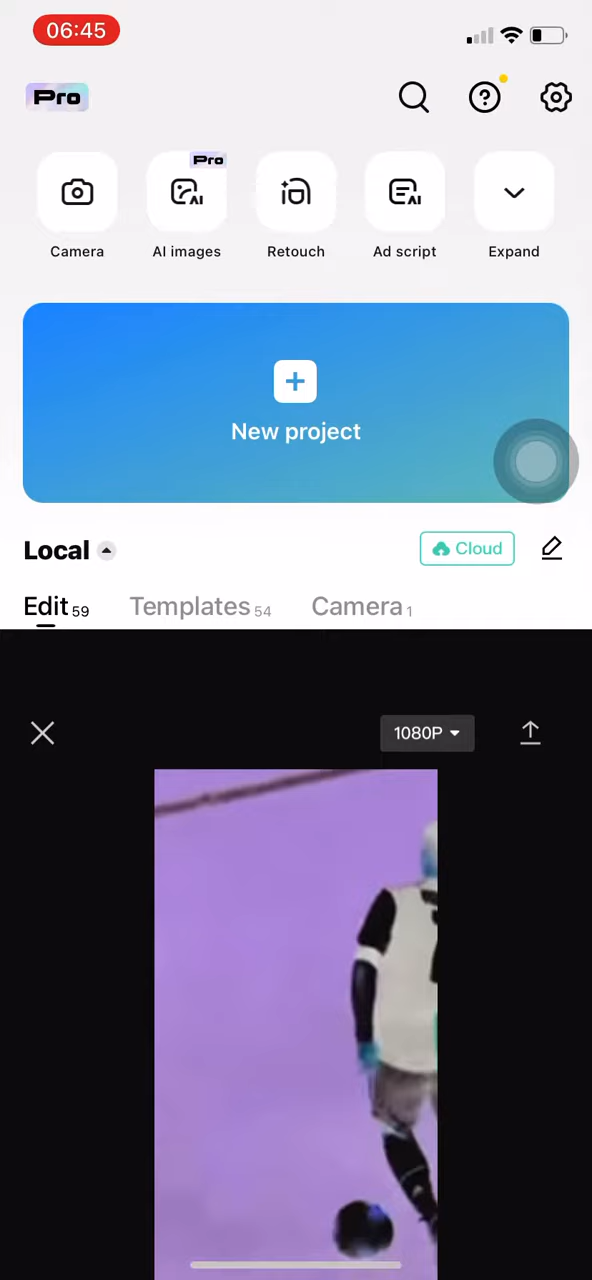 06:45
Pro
Pro
Camera
AI images
Retouch
Ad script
Expand
New project
Local
Cloud
Edit 59
Templates 54
Camera 1
1080P